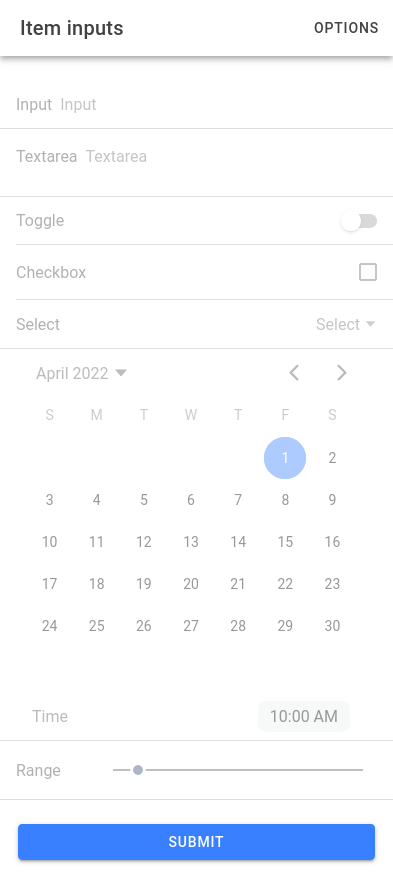 Item inputs OPTIONS
Input Input
Textarea Textarea
Toggle
Checkbox
Select Select
April 2022
S M T W T F S
1 2
3 4 5 6 7 8 9
10 11 12 13 14 15 16
17 18 19 20 21 22 23
24 25 26 27 28 29 30
Time 10:00 AM
Range
SUBMIT